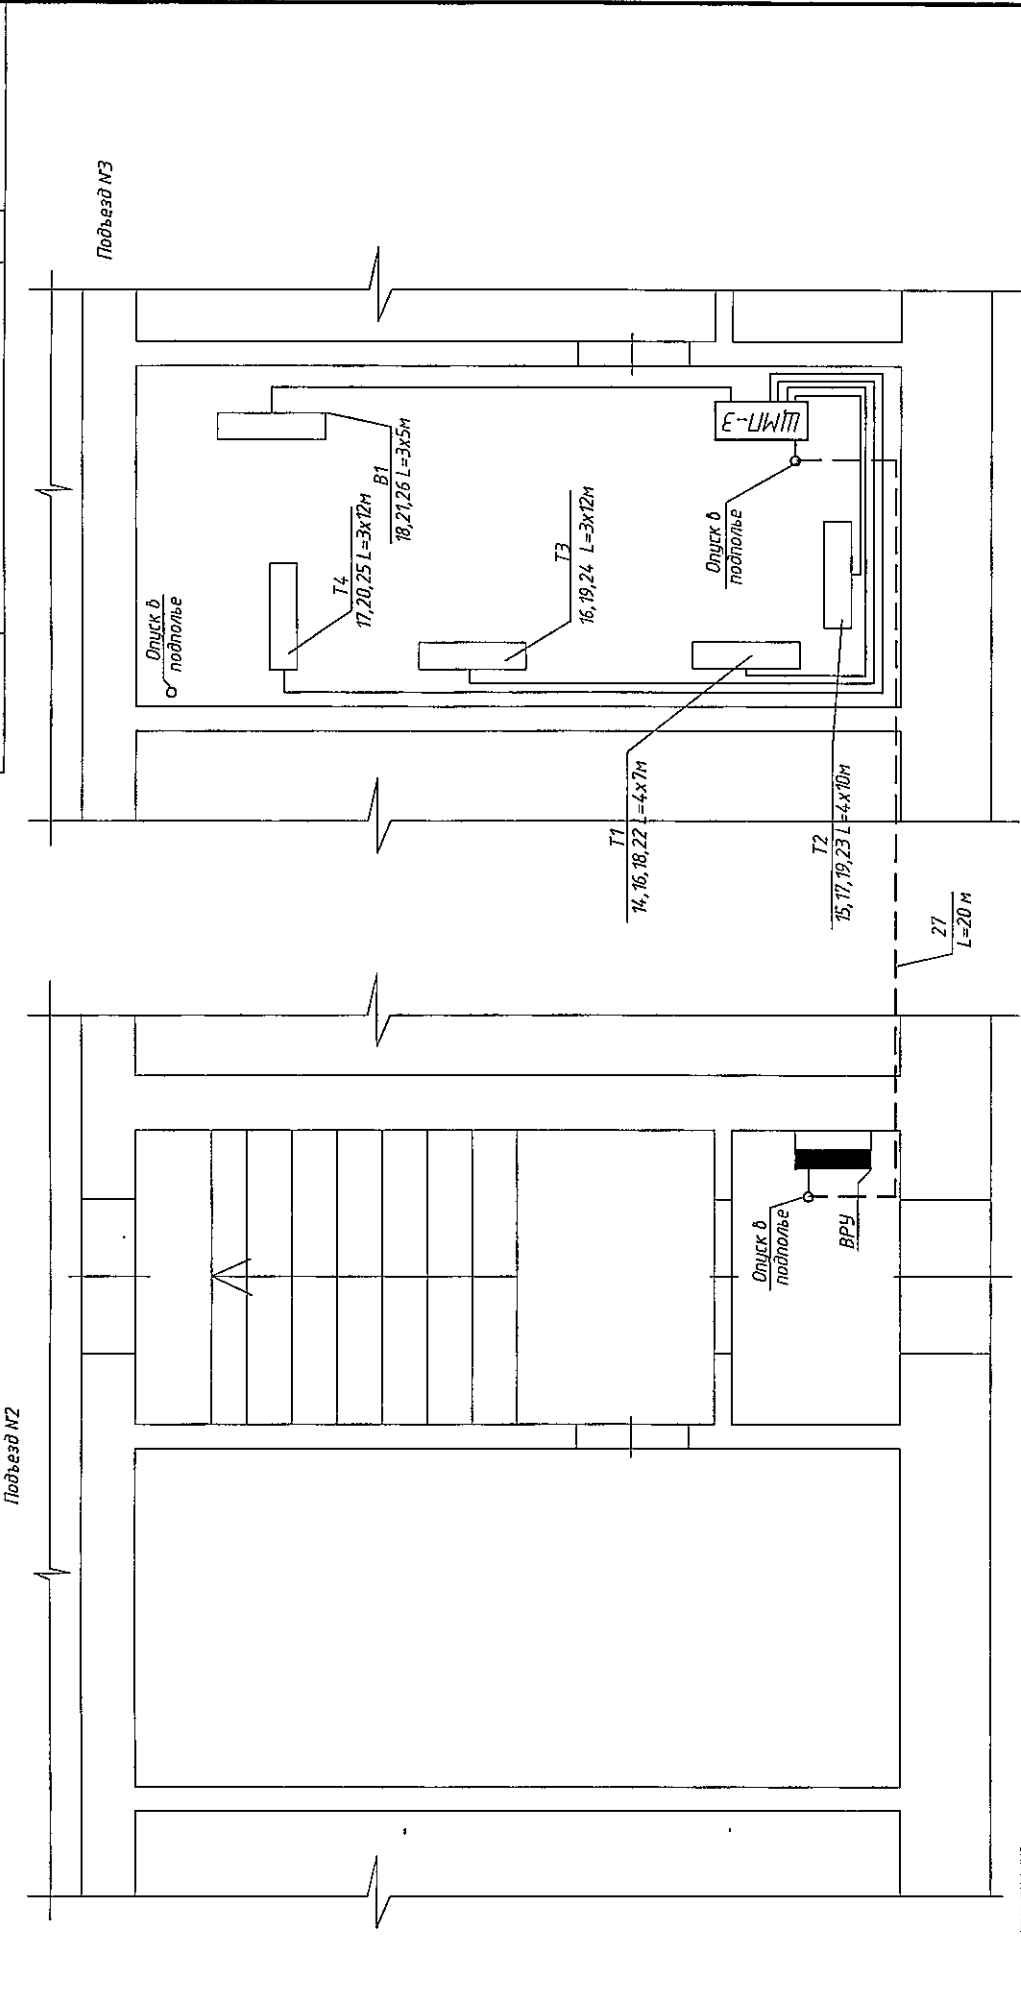 Подъезд N2
Подъезд N3
Опуск в
подполье
Т4
17,20,25 L=3х12м
В1
18,21,26 L=3х5м
Т3
16,19,24 L=3х12м
Опуск в
подполье
ЩМП-3
Т1
14,16,18,22 L=4х7м
Т2
15,17,19,23 L=4х10м
27
L=20 м
Опуск в
подполье
ВРУ